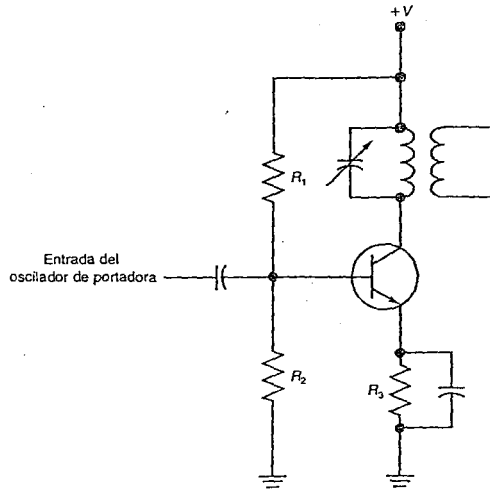 +V
R₁
Entrada del
oscilador de portadora
R₂
R₃